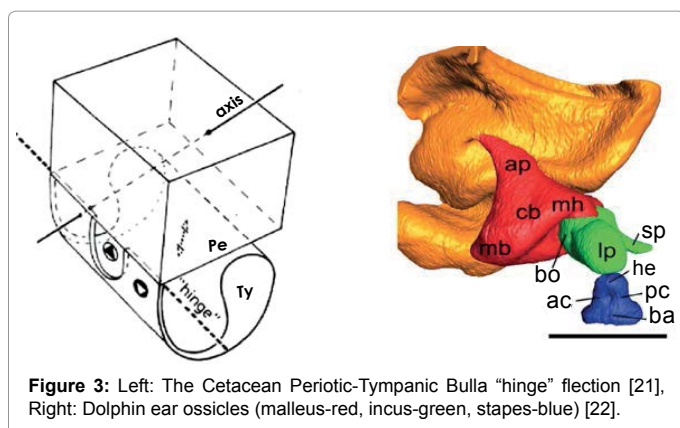 axis
Pe
"hinge"
Ty
ap
cb
mh
mb
bo
lp
sp
he
ac
pc
ba
Figure 3: Left: The Cetacean Periotic-Tympanic Bulla “hinge” flection [21],
Right: Dolphin ear ossicles (malleus-red, incus-green, stapes-blue) [22].